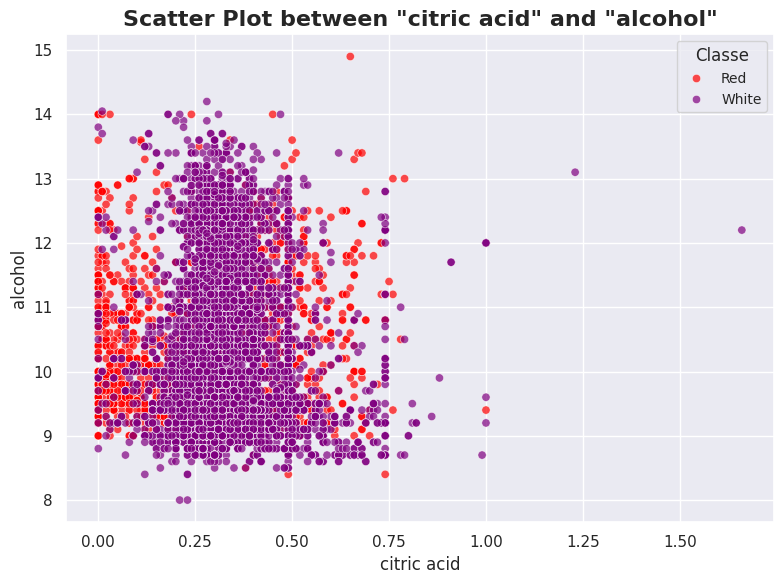 Scatter Plot between "citric acid" and "alcohol"
Classe
Red
White
15
14
13
12
11
10
9
8
alcohol
0.00 0.25 0.50 0.75 1.00 1.25 1.50
citric acid